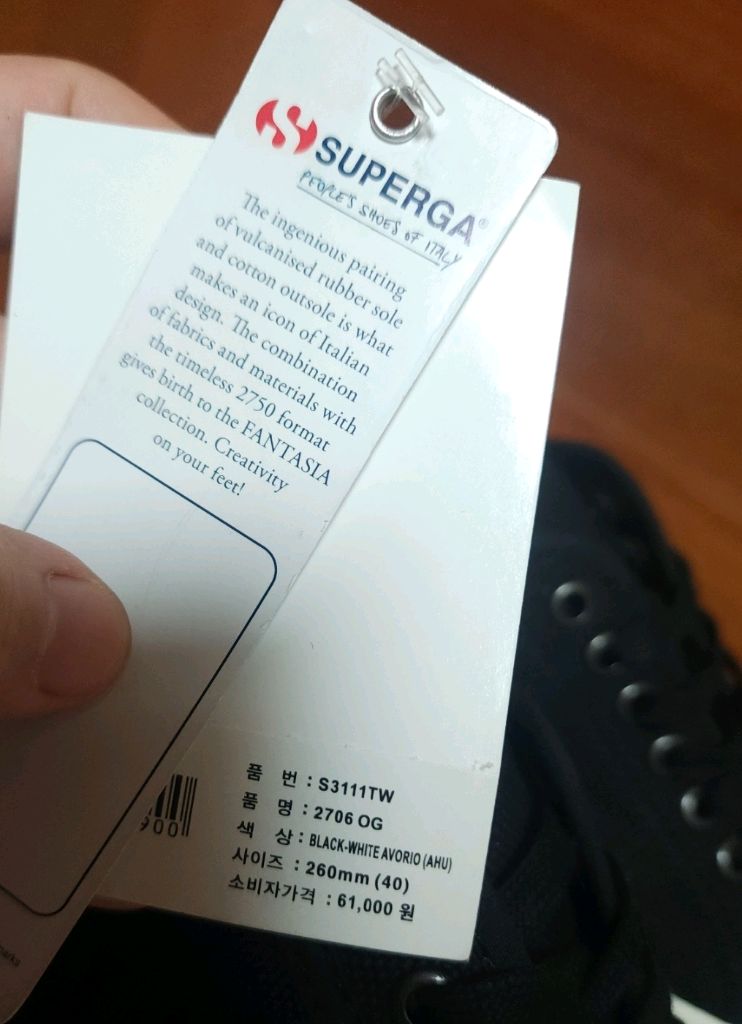 SUPERGA®
PEOPLE'S SHOES OF ITALY
The ingenious pairing
of vulcanised rubber sole
and cotton outsole is what
makes an icon of Italian
design. The combination
of fabrics and materials with
the timeless 2750 format
gives birth to the FANTASIA
collection. Creativity
on your feet!
품 번 : S3111TW
품 명 : 2706 OG
색 상 : BLACK-WHITE AVORIO (AHU)
사이즈 : 260mm (40)
소비자가격 : 61,000 원
900